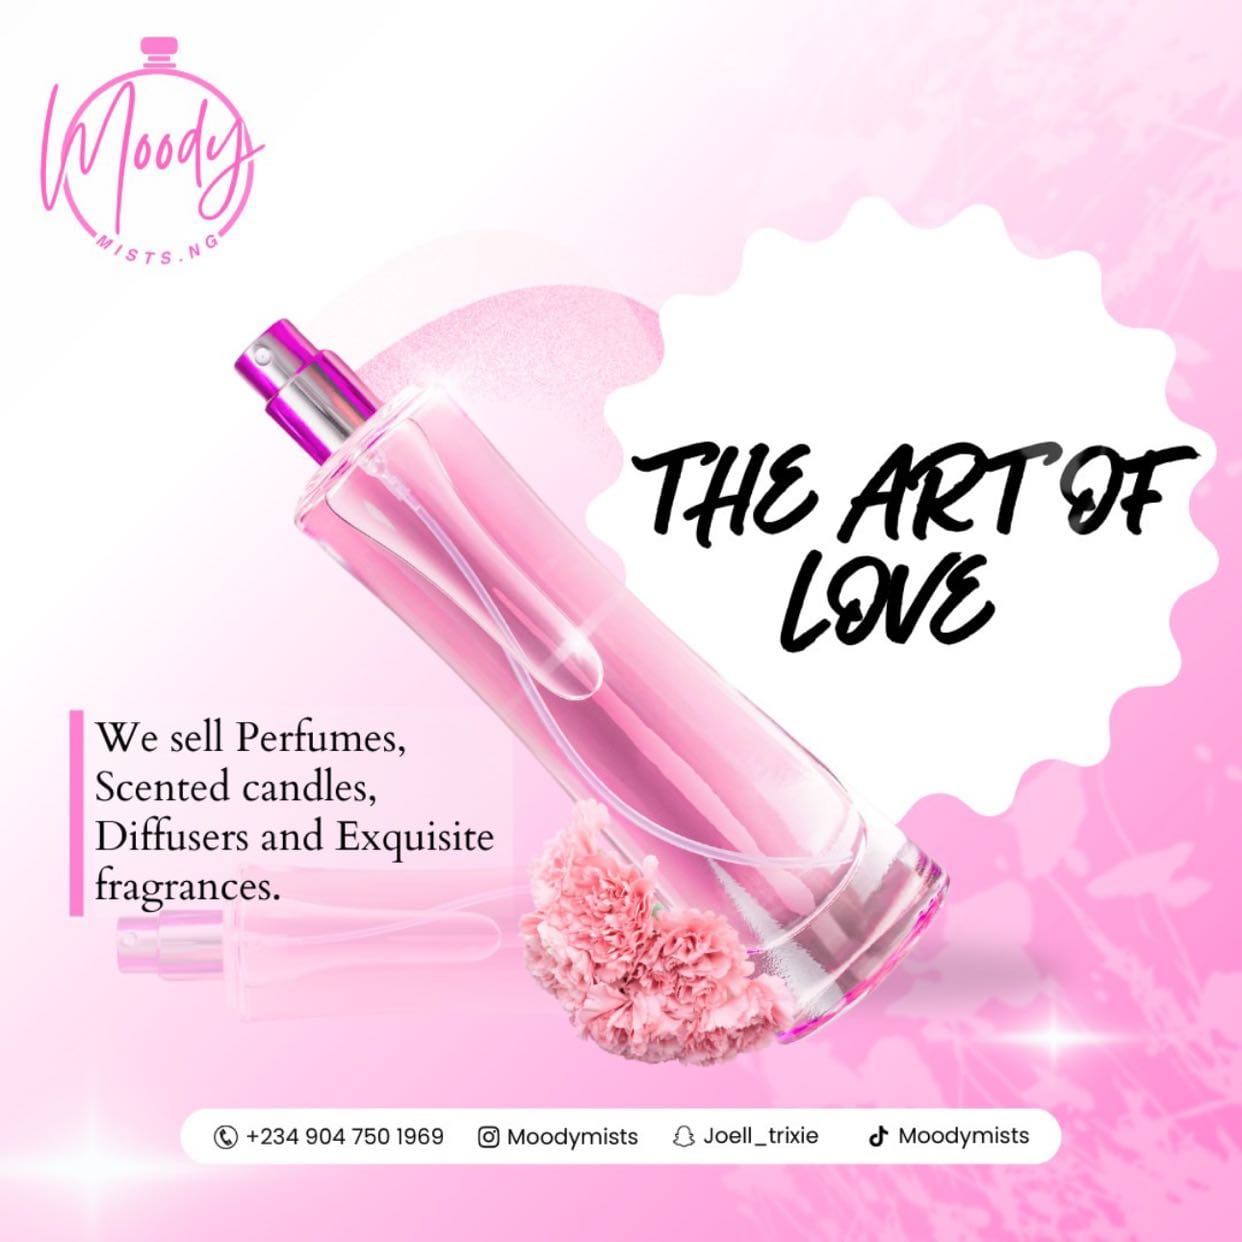 Moody
MISTS.NG
THE ART OF
LOVE
We sell Perfumes,
Scented candles,
Diffusers and Exquisite
fragrances.
+234 904 750 1969 Moodymists Joell_trixie Moodymists